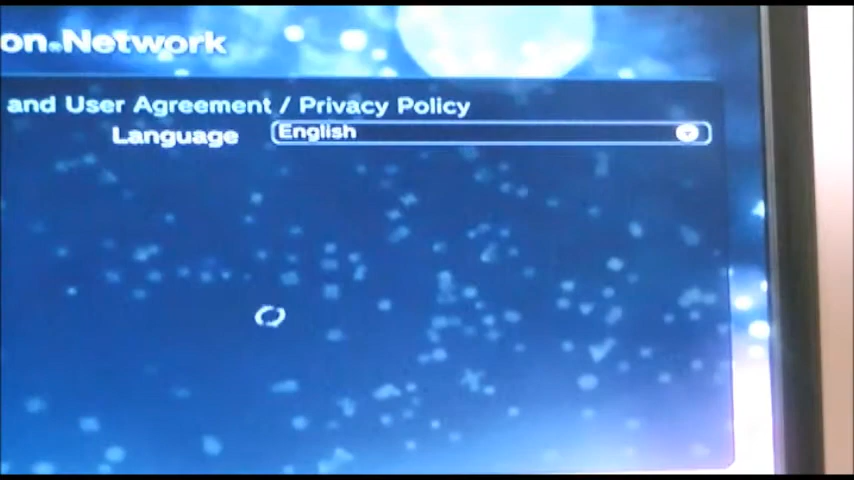 on Network
and User Agreement / Privacy Policy
Language English